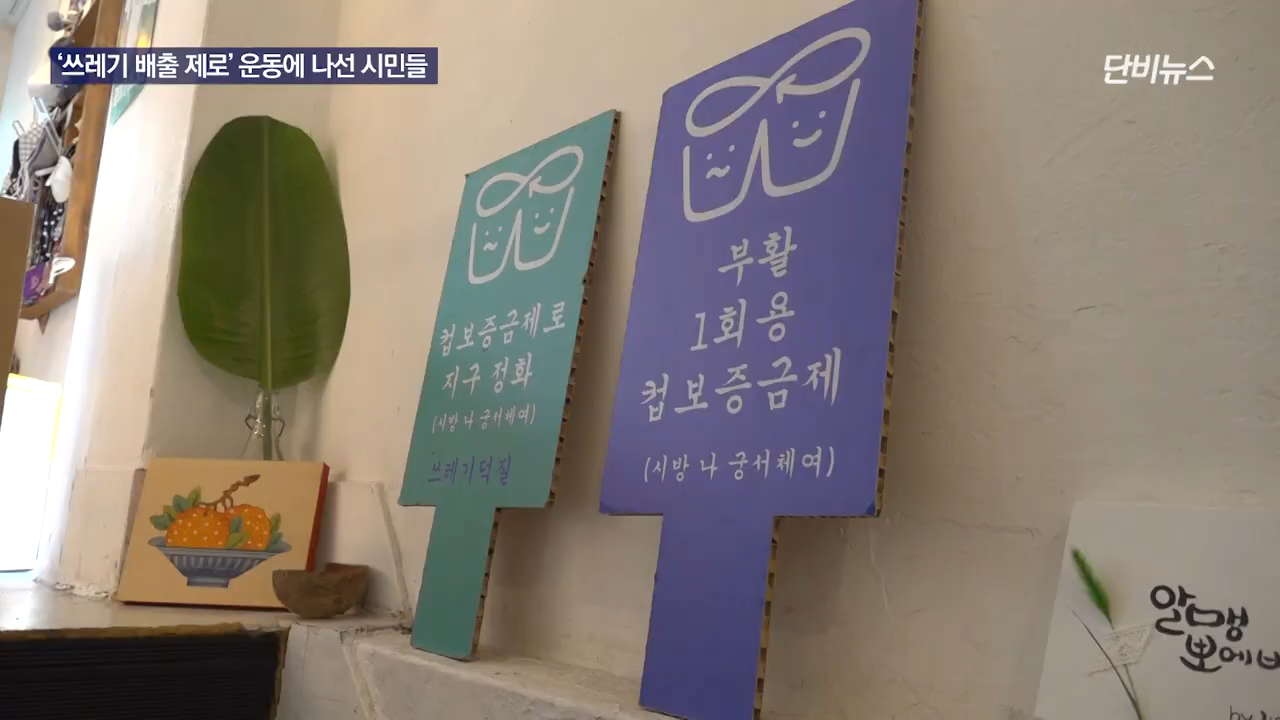 ‘쓰레기 배출 제로’ 운동에 나선 시민들
단비뉴스
컵보증금제로
지구 정화
(시방 나 궁서체여)
쓰레기덕질
부활
1회용
컵보증금제
(시방 나 궁서체여)
알맹
뽀에버